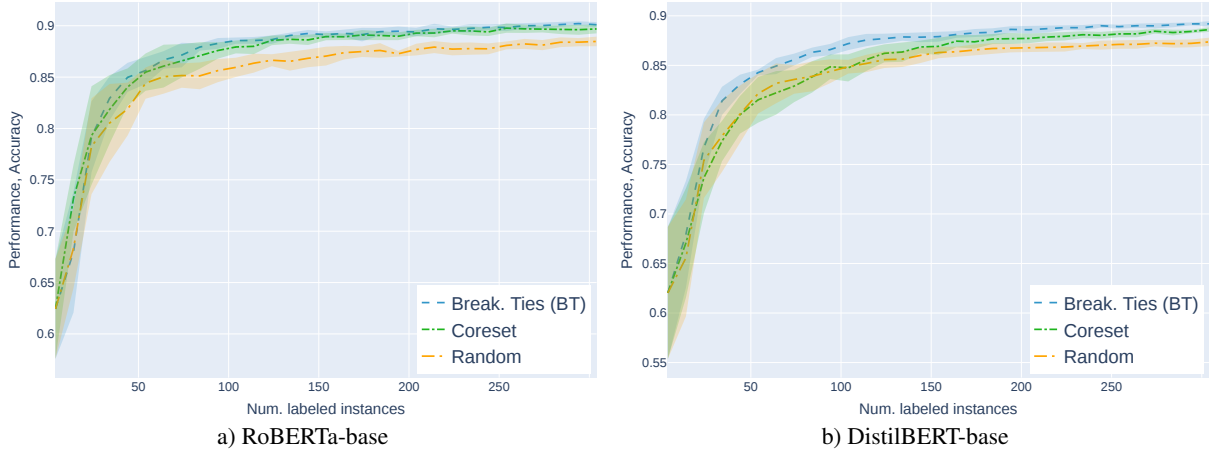 0.9
0.85
0.8
0.75
0.7
0.65
0.6
Performance, Accuracy
50
100
150
200
250
Num. labeled instances
Break. Ties (BT)
Coreset
Random
a) RoBERTa-base
0.9
0.85
0.8
0.75
0.7
0.65
0.6
0.55
Performance, Accuracy
50
100
150
200
250
Num. labeled instances
Break. Ties (BT)
Coreset
Random
b) DistilBERT-base